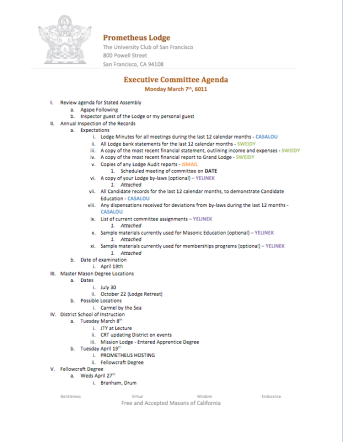 Prometheus Lodge
The University Club of San Francisco
800 Powell Street
San Francisco, CA 94108
Executive Committee Agenda
Monday March 7th, 6011
I. Review agenda for Stated Assembly
a. Agape Following
b. Inspector guest of the Lodge or my personal guest
II. Annual Inspection of the Records
a. Expectations
i. Lodge Minutes for all meetings during the last 12 calendar months - CASALOU
ii. All Lodge bank statements for the last 12 calendar months - SWEIDY
iii. A copy of the most recent financial statement, outlining income and expenses - SWEIDY
iv. A copy of the most recent financial report to Grand Lodge - SWEIDY
v. Copies of any Lodge Audit reports -
1. Scheduled meeting of committee on DATE
vi. A copy of your Lodge by-laws [optional] – YELINEK
1. Attached
vii. All Candidate records for the last 12 calendar months, to demonstrate Candidate
Education - CASALOU
viii. Any dispensations received for deviations from by-laws during the last 12 months -
CASALOU
ix. List of current committee assignments – YELINEK
1. Attached
x. Sample materials currently used for Masonic Education [optional] – YELINEK
1. Attached
xi. Sample materials currently used for memberships programs [optional] – YELINEK
1. Attached
b. Date of examination
i. April 19th
III. Master Mason Degree Locations
a. Dates
i. July 30
ii. October 22 (Lodge Retreat)
b. Possible Locations
i. Carmel by the Sea
IV. District School of Instruction
a. Tuesday March 8th
i. JTY at Lecture
ii. CRT updating District on events
iii. Mission Lodge - Entered Apprentice Degree
b. Tuesday April 19th
i. PROMETHEUS HOSTING
ii. Fellowcraft Degree
V. Fellowcraft Degree
a. Weds April 27th
i. Branham, Drum
Virtue Wisdom Endurance
Free and Accepted Masons of California